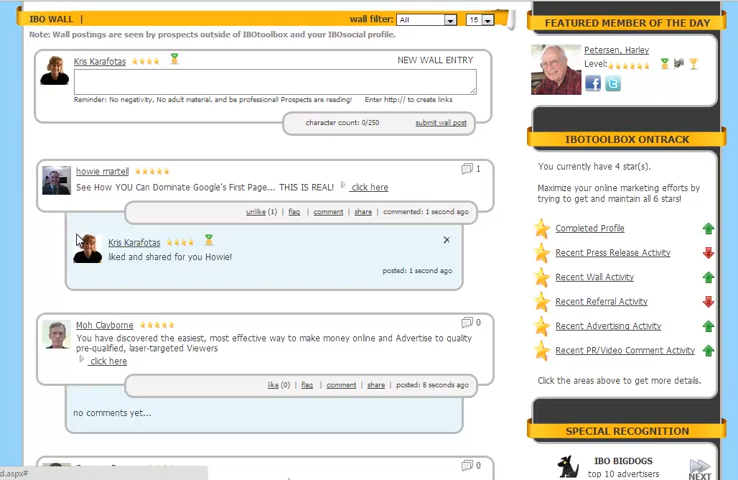 IBO WALL |
wall filter: All 15
Note: Wall postings are seen by prospects outside of IBOtoolbox and your IBOsocial profile.
Kris Karafotas
NEW WALL ENTRY
Reminder: No negativity, No adult material, and be professional! Prospects are reading! Enter http:// to create links
character count: 0/250 submit wall post
howie martell
1
See How YOU Can Dominate Google's First Page... THIS IS REAL! click here
unlike (1) | flag | comment | share | commented: 1 second ago
Kris Karafotas
liked and shared for you Howie!
posted: 1 second ago
Moh Clayborne
0
You have discovered the easiest, most effective way to make money online and Advertise to quality
pre-qualified, laser-targeted Viewers
click here
like (0) | flag | comment | share | posted: 8 seconds ago
no comments yet...
0
d.aspx#
FEATURED MEMBER OF THE DAY
Petersen, Harley
Level:
IBOTOOLBOX ONTRACK
You currently have 4 star(s).
Maximize your online marketing efforts by
trying to get and maintain all 6 stars!
Completed Profile
Recent Press Release Activity
Recent Wall Activity
Recent Referral Activity
Recent Advertising Activity
Recent PR/Video Comment Activity
Click the areas above to get more details.
SPECIAL RECOGNITION
IBO BIGDOGS
top 10 advertisers
NEXT